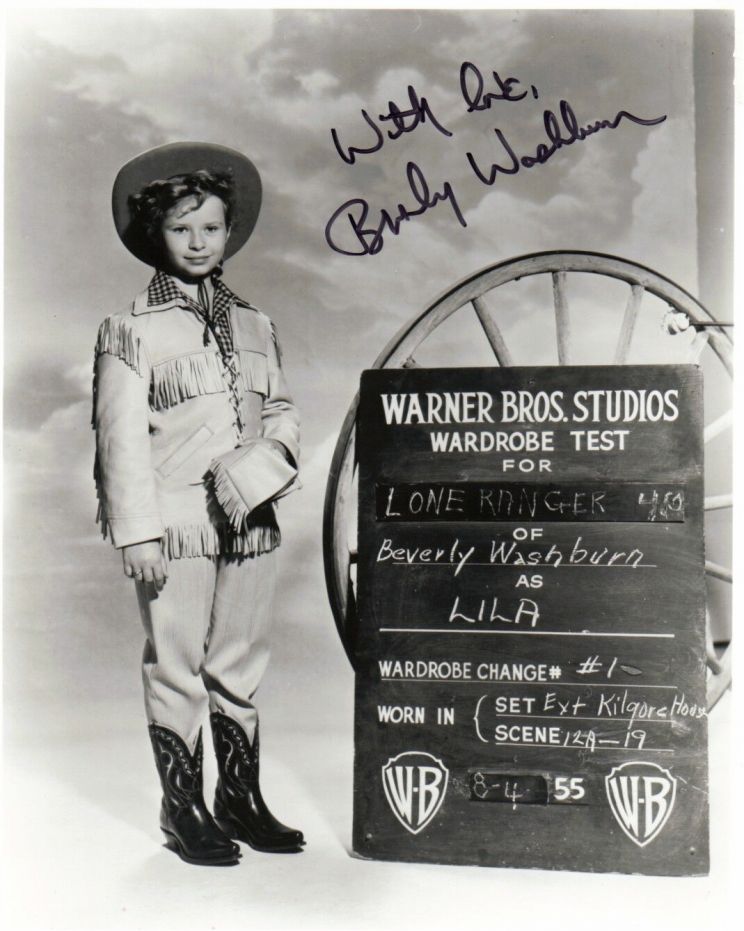 With love,
Beverly Washburn
WARNER BROS. STUDIOS
WARDROBE TEST
FOR
LONE RANGER
OF
Beverly Washburn
AS
LILA
WARDROBE CHANGE# #1-
WORN IN SET Ext Kilgore House
SCENE 12A-19
W-B 8-4 55 W-B